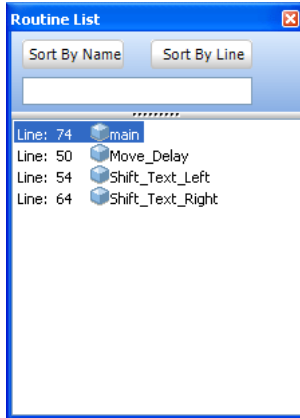 Routine List
Sort By Name Sort By Line
Line: 74 main
Line: 50 Move_Delay
Line: 54 Shift_Text_Left
Line: 64 Shift_Text_Right